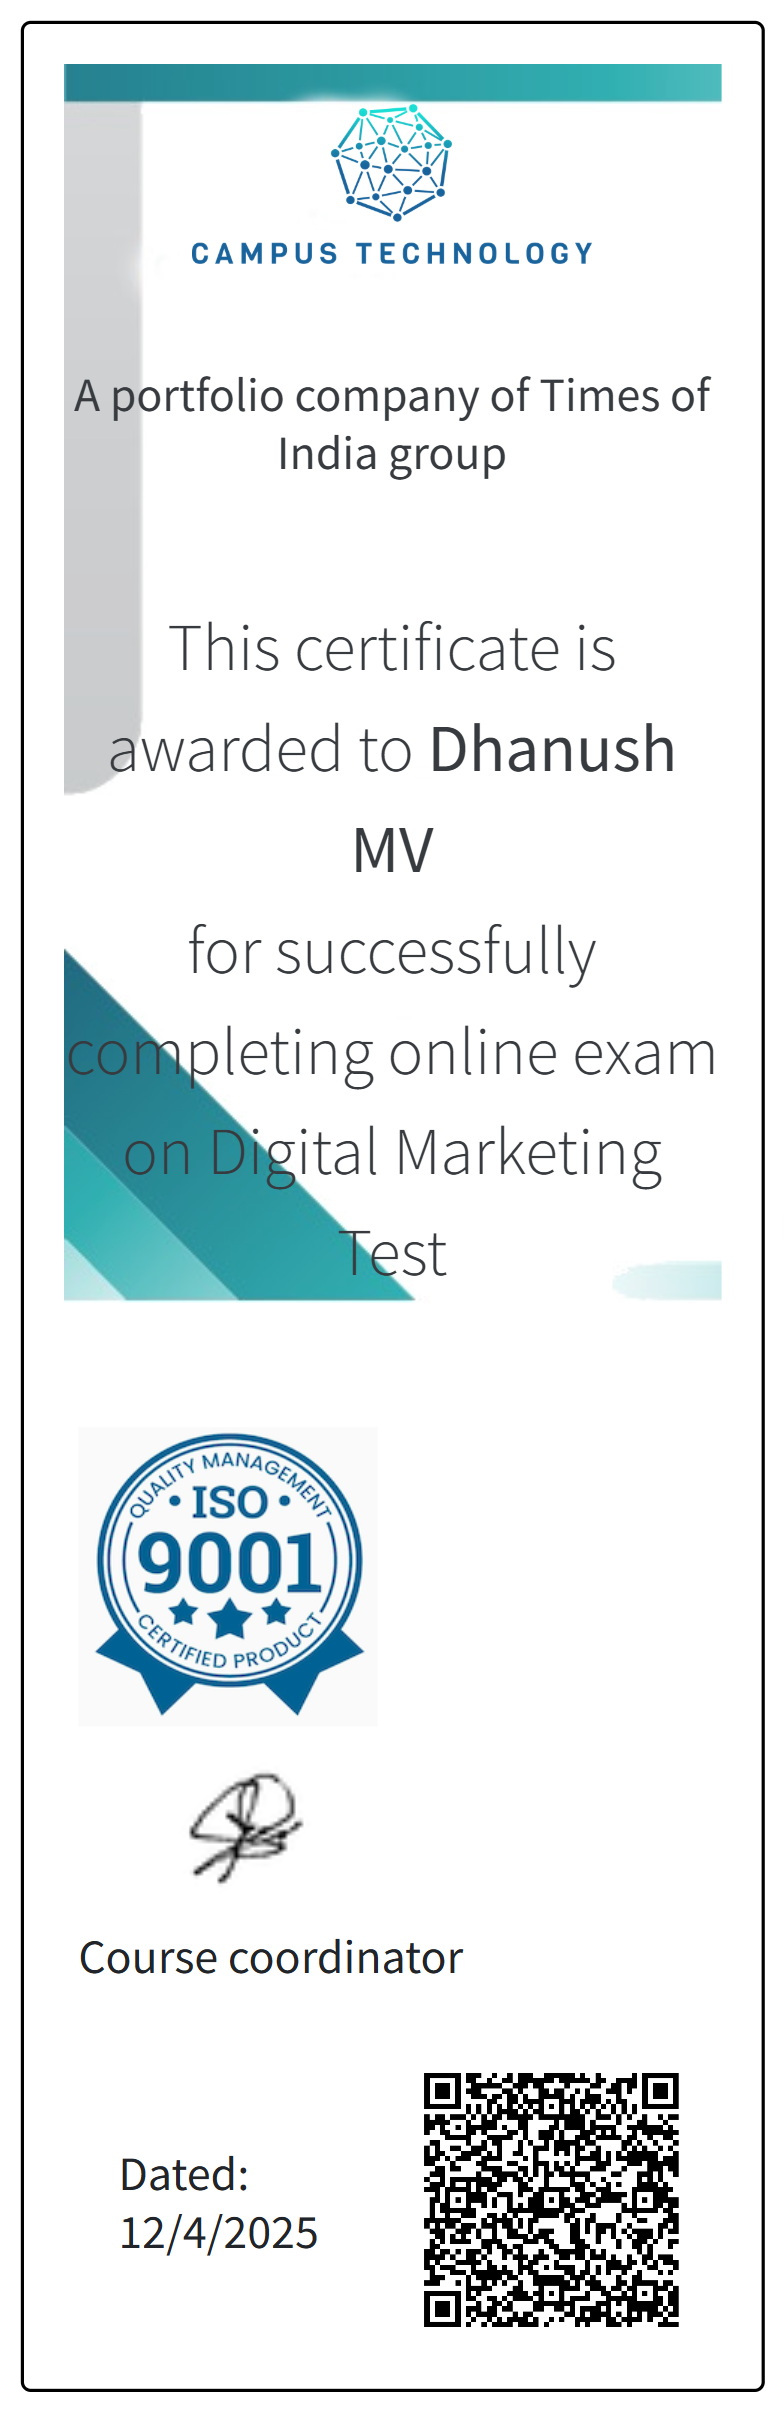 CAMPUS TECHNOLOGY
A portfolio company of Times of
India group
This certificate is
awarded to Dhanush
MV
for successfully
completing online exam
on Digital Marketing
Test
QUALITY MANAGEMENT
ISO
9001
CERTIFIED PRODUCT
Course coordinator
Dated:
12/4/2025